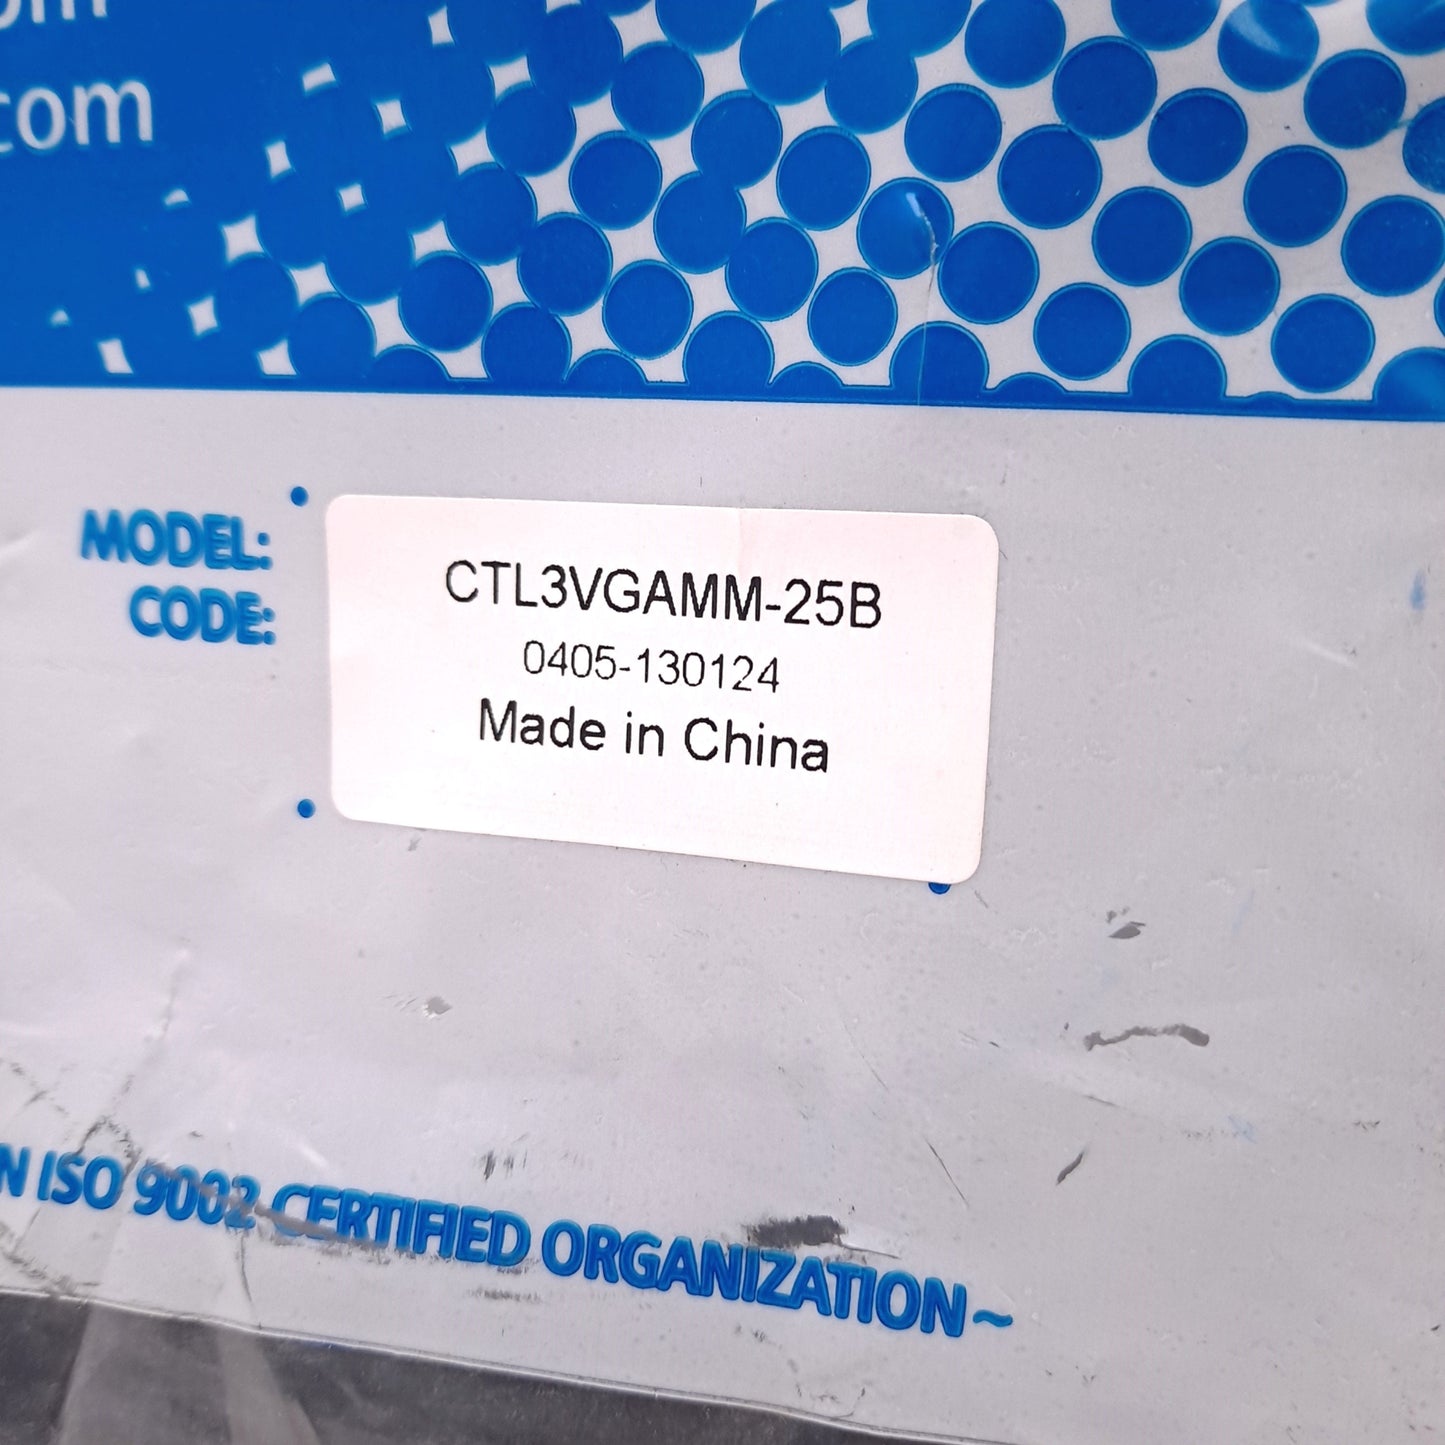 .com
MODEL:
CODE:
CTL3VGAMM-25B
0405-130124
Made in China
ISO 9002 CERTIFIED ORGANIZATION~